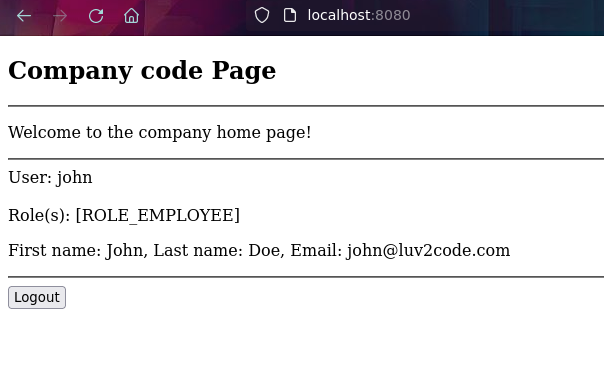 localhost:8080
Company code Page
Welcome to the company home page!
User: john
Role(s): [ROLE_EMPLOYEE]
First name: John, Last name: Doe, Email: john@luv2code.com
Logout